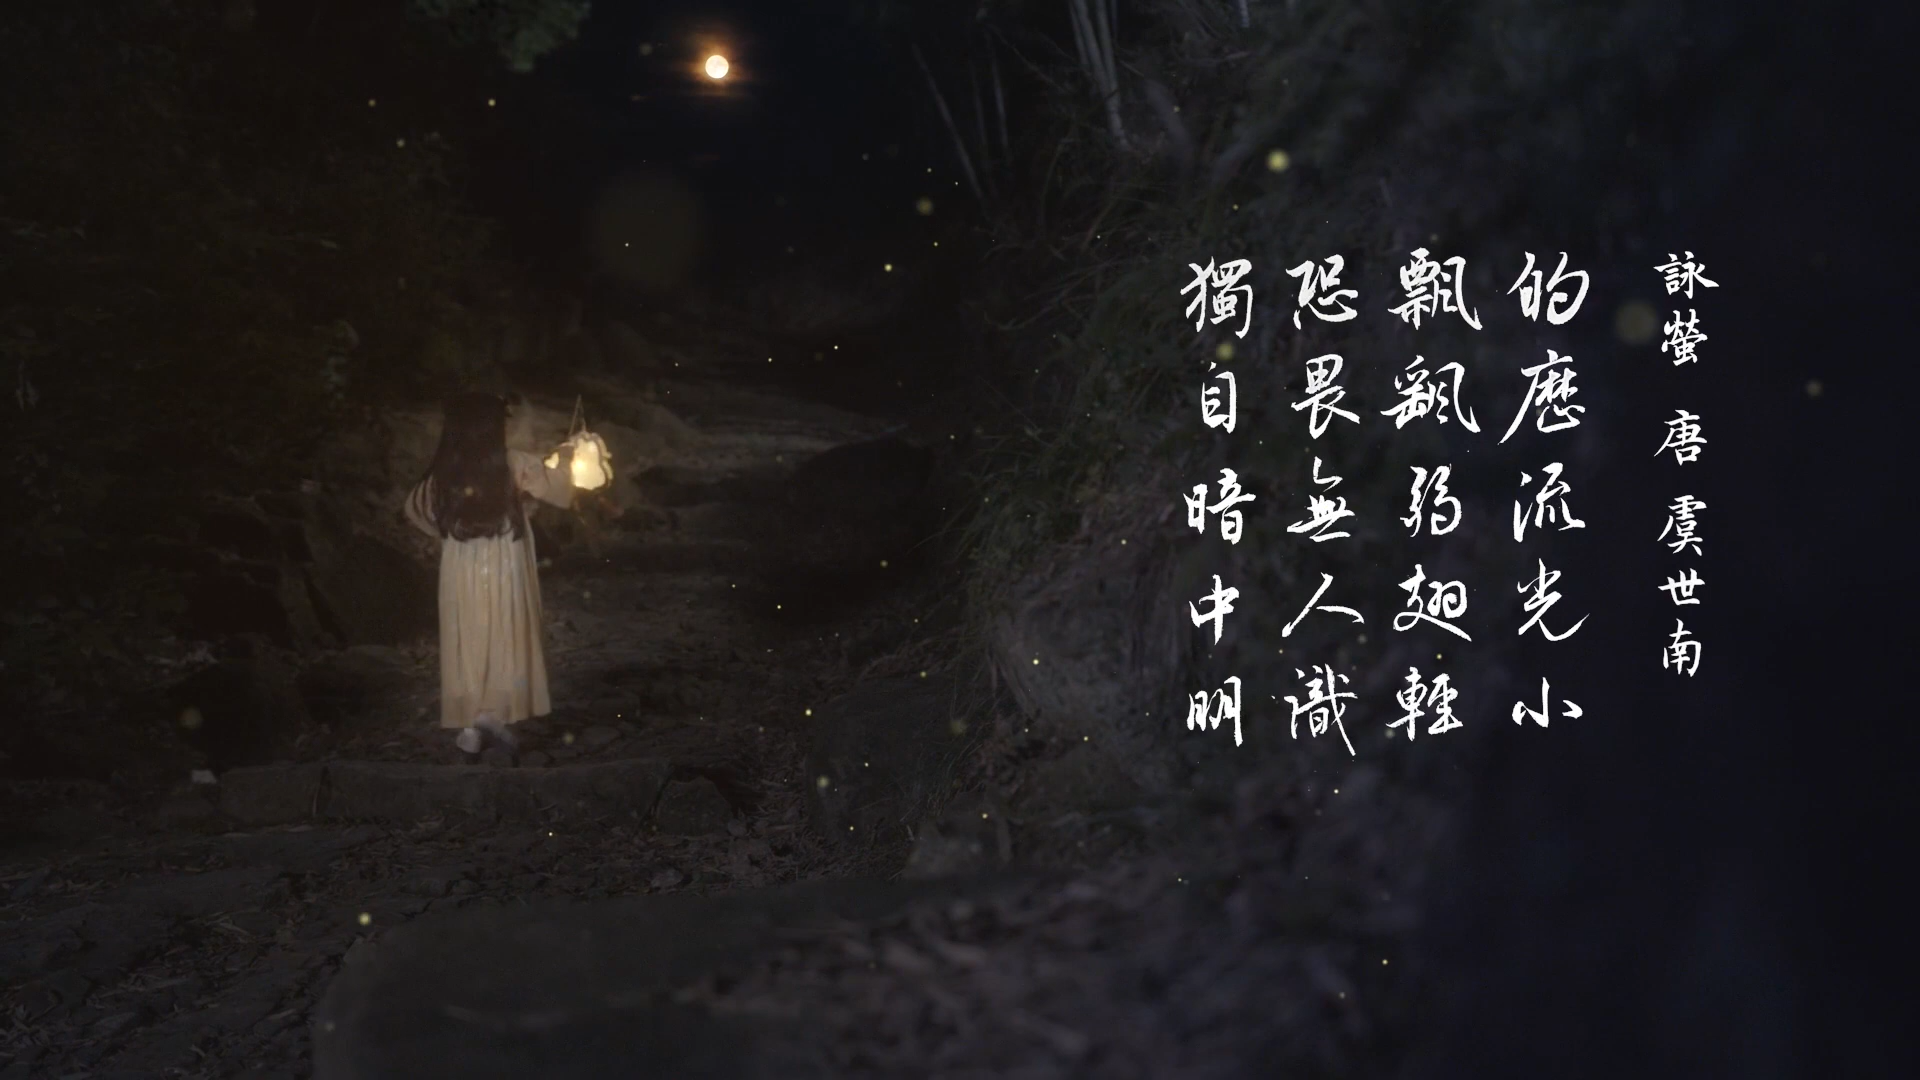 詠螢 唐 虞世南
的歷流光小
飄颻弱翅輕
恐畏無人識
獨自暗中明